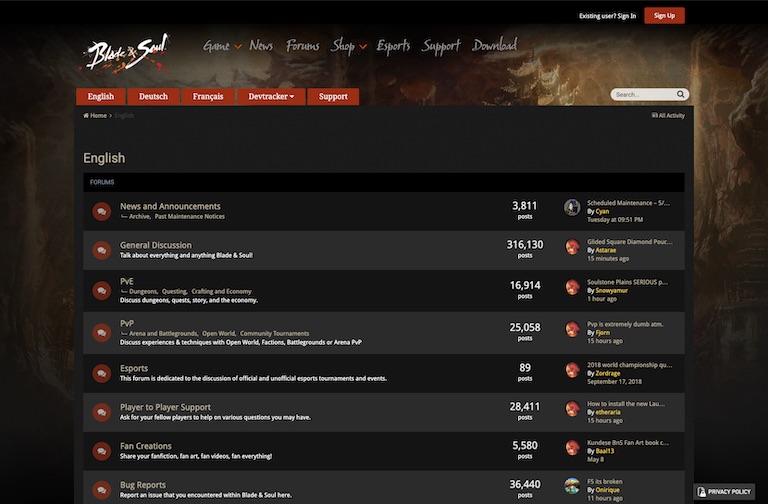 Existing user? Sign In
Sign Up
Blade & Soul
Game
News
Forums
Shop
Esports
Support
Download
English
Deutsch
Français
Devtracker
Support
Search...
Home
English
All Activity
English
FORUMS
News and Announcements
Archive, Past Maintenance Notices
3,811
posts
Scheduled Maintenance – 5/...
By Cyan
Tuesday at 09:51 PM
General Discussion
Talk about everything and anything Blade & Soul!
316,130
posts
Gilded Square Diamond Pouc...
By Astarae
15 minutes ago
PvE
Dungeons, Questing, Crafting and Economy
Discuss dungeons, quests, story, and the economy.
16,914
posts
Soulstone Plains SERIOUS p...
By Snowyamur
1 hour ago
PvP
Arena and Battlegrounds, Open World, Community Tournaments
Discuss experiences & techniques with Open World, Factions, Battlegrounds or Arena PvP
25,058
posts
Pvp is extremely dumb atm.
By Fjorn
15 hours ago
Esports
This forum is dedicated to the discussion of official and unofficial esports tournaments and events.
89
posts
2018 world championship qu...
By Zordrage
September 17, 2018
Player to Player Support
Ask for your fellow players to help on various questions you may have.
28,411
posts
How to install the new Lau...
By etheraria
15 hours ago
Fan Creations
Share your fanfiction, fan art, fan videos, fan everything!
5,580
posts
Kundese BnS Fan Art book c...
By Baal13
May 8
Bug Reports
Report an issue that you encountered within Blade & Soul here.
36,440
posts
F5 its broken
By Onirique
11 hours ago
PRIVACY POLICY